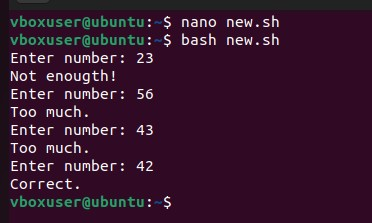 vboxuser@ubuntu:~$ nano new.sh
vboxuser@ubuntu:~$ bash new.sh
Enter number: 23
Not enougth!
Enter number: 56
Too much.
Enter number: 43
Too much.
Enter number: 42
Correct.
vboxuser@ubuntu:~$